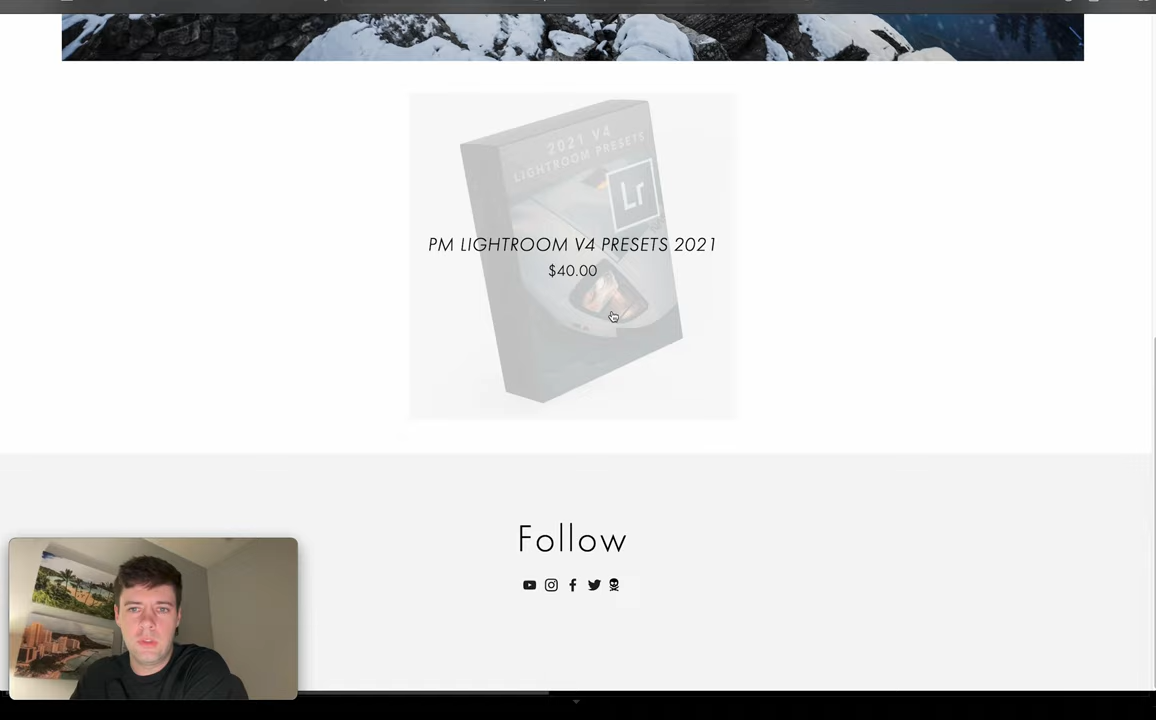 2021 V4
LIGHTROOM PRESETS
Lr
PM LIGHTROOM V4 PRESETS 2021
$40.00
Follow